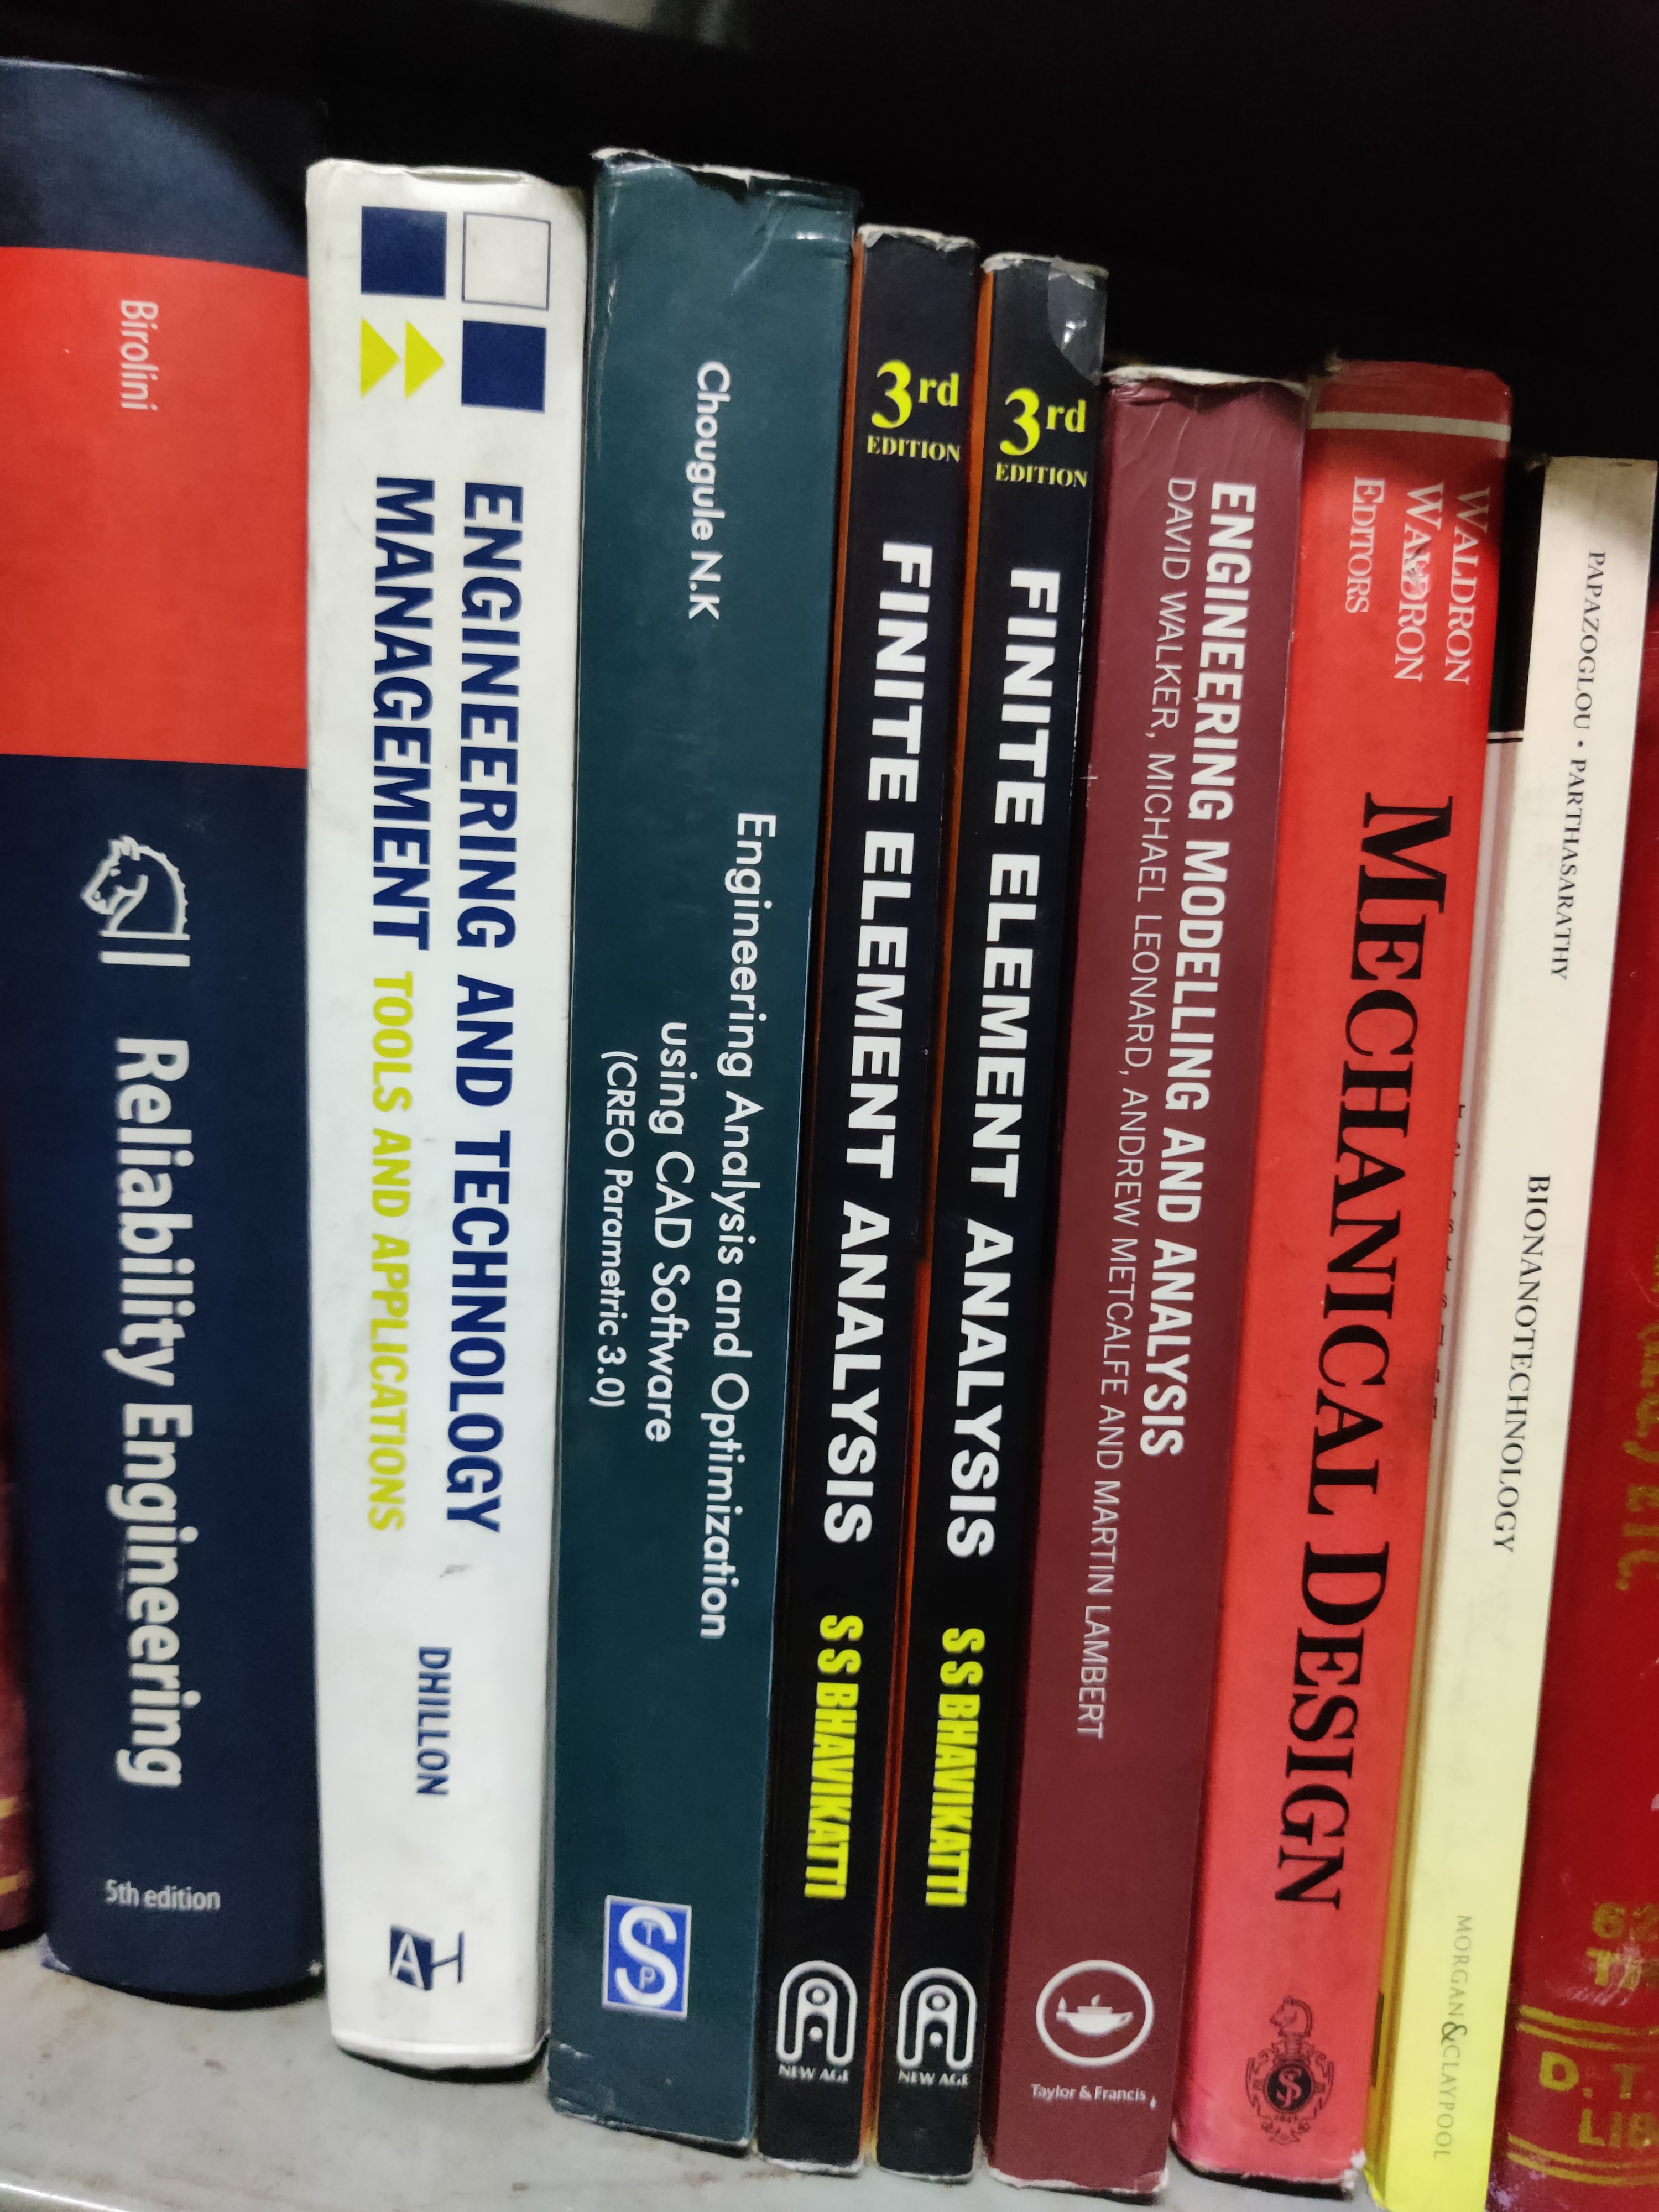 Birolini
Reliability Engineering
5th edition
ENGINEERING AND TECHNOLOGY
MANAGEMENT TOOLS AND APPLICATIONS
DHILLON
Chougule N.K
Engineering Analysis and Optimization
using CAD Software
(CREO Parametric 3.0)
STP
3rd
EDITION
FINITE ELEMENT ANALYSIS
S S BHAVIKATTI
NEW AGE
3rd
EDITION
FINITE ELEMENT ANALYSIS
S S BHAVIKATTI
NEW AGE
ENGINEERING MODELLING AND ANALYSIS
DAVID WALKER, MICHAEL LEONARD, ANDREW METCALFE AND MARTIN LAMBERT
Taylor & Francis
WALDRON
WALDRON
EDITORS
MECHANICAL DESIGN
PAPAZOGLOU • PARTHASARATHY
BIONANOTECHNOLOGY
MORGAN & CLAYPOOL
D. T.